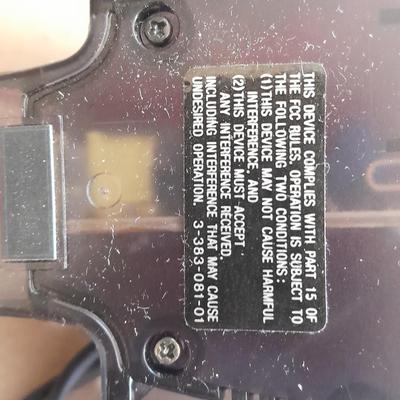 THIS DEVICE COMPLIES WITH PART 15 OF
THE FCC RULES. OPERATION IS SUBJECT TO
THE FOLLOWING TWO CONDITIONS:
(1) THIS DEVICE MAY NOT CAUSE HARMFUL
INTERFERENCE, AND
(2) THIS DEVICE MUST ACCEPT
ANY INTERFERENCE RECEIVED,
INCLUDING INTERFERENCE THAT MAY CAUSE
UNDESIRED OPERATION. 3-383-081-01